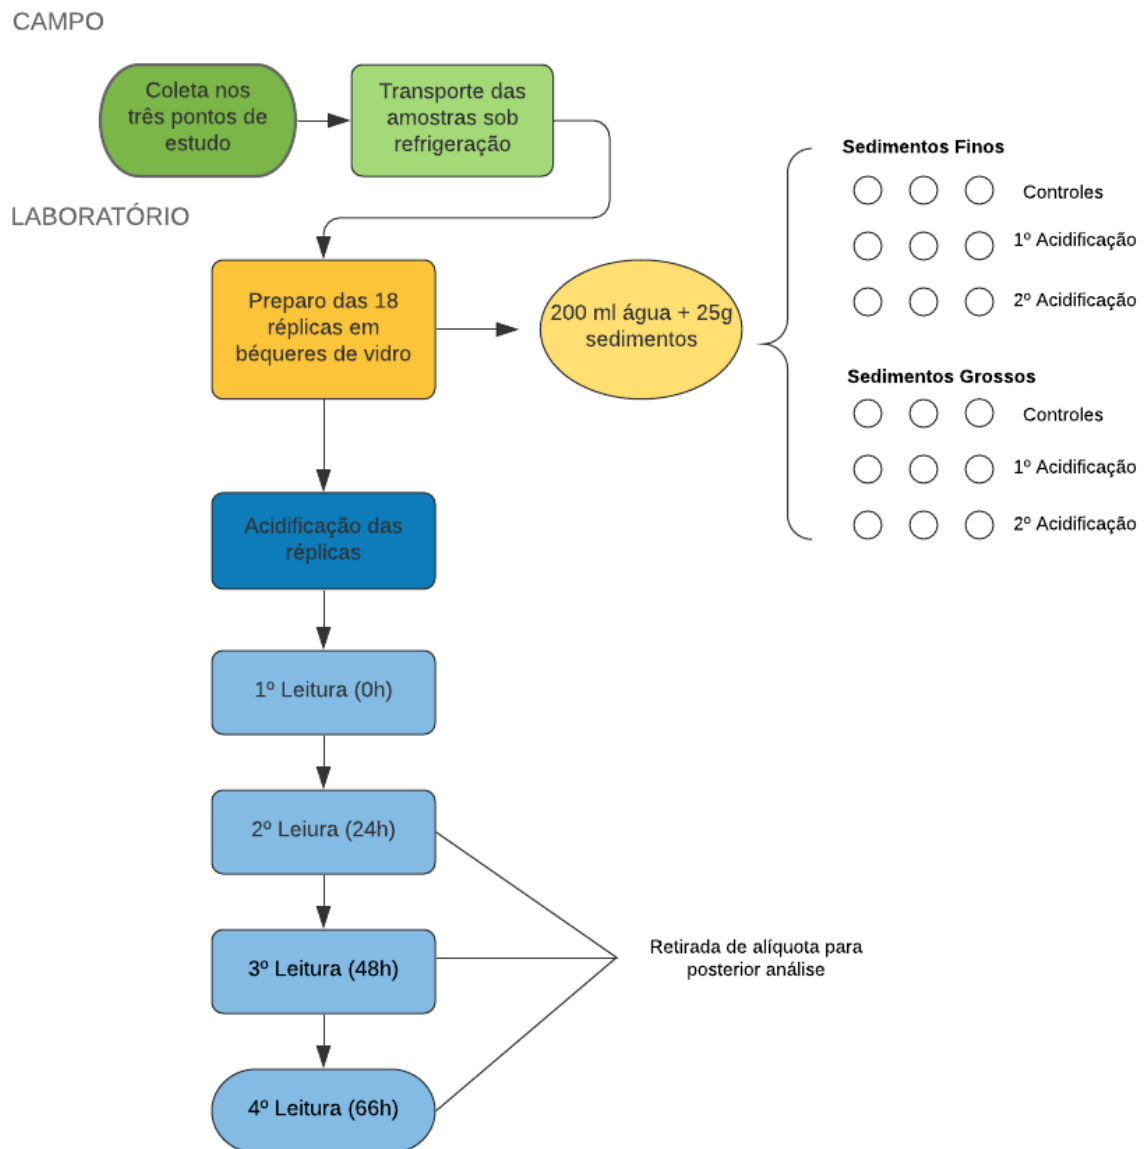 CAMPO
Coleta nos
três pontos de
estudo
Transporte das
amostras sob
refrigeração
LABORATÓRIO
Preparo das 18
réplicas em
béqueres de vidro
200 ml água + 25g
sedimentos
Sedimentos Finos
Controles
1º Acidificação
2º Acidificação
Sedimentos Grossos
Controles
1º Acidificação
2º Acidificação
Acidificação das
réplicas
1º Leitura (0h)
2º Leiura (24h)
3º Leitura (48h)
4º Leitura (66h)
Retirada de alíquota para
posterior análise